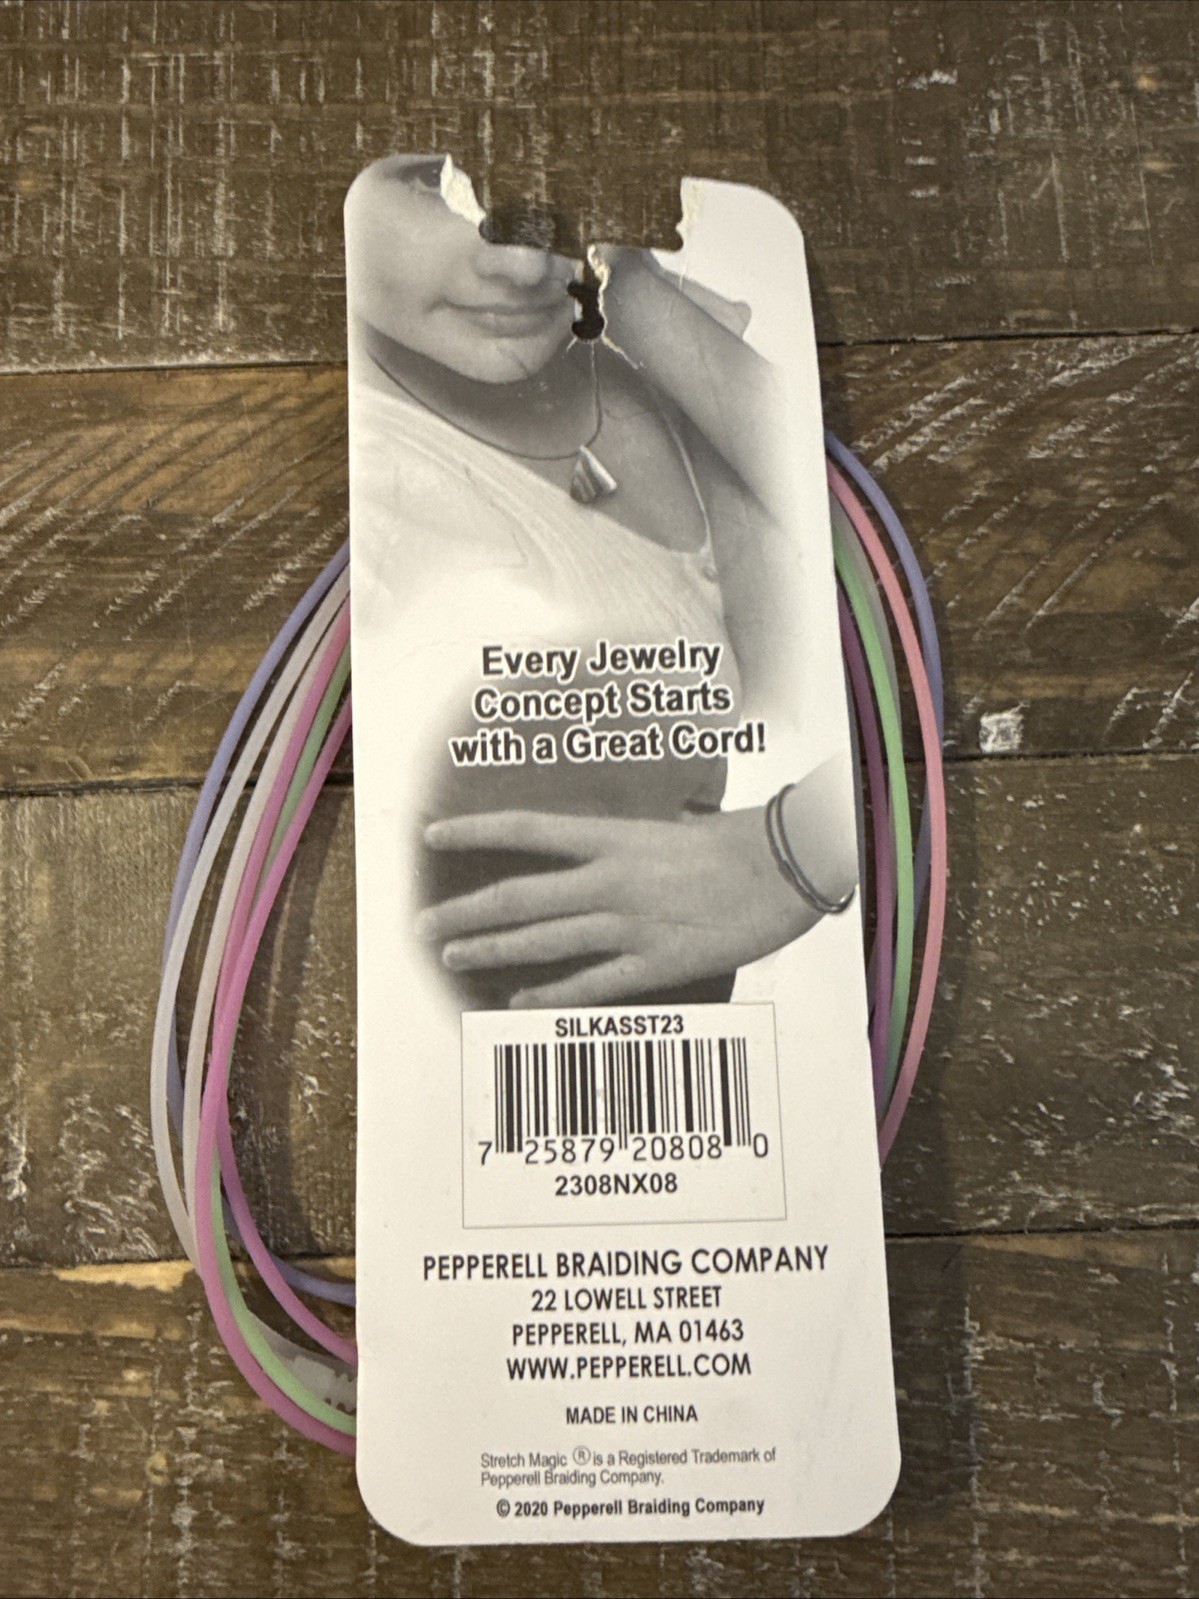 Every Jewelry
Concept Starts
with a Great Cord!
SILKASST23
7 25879 20808 0
2308NX08
PEPPERELL BRAIDING COMPANY
22 LOWELL STREET
PEPPERELL, MA 01463
WWW.PEPPERELL.COM
MADE IN CHINA
Stretch Magic ® is a Registered Trademark of
Pepperell Braiding Company.
© 2020 Pepperell Braiding Company